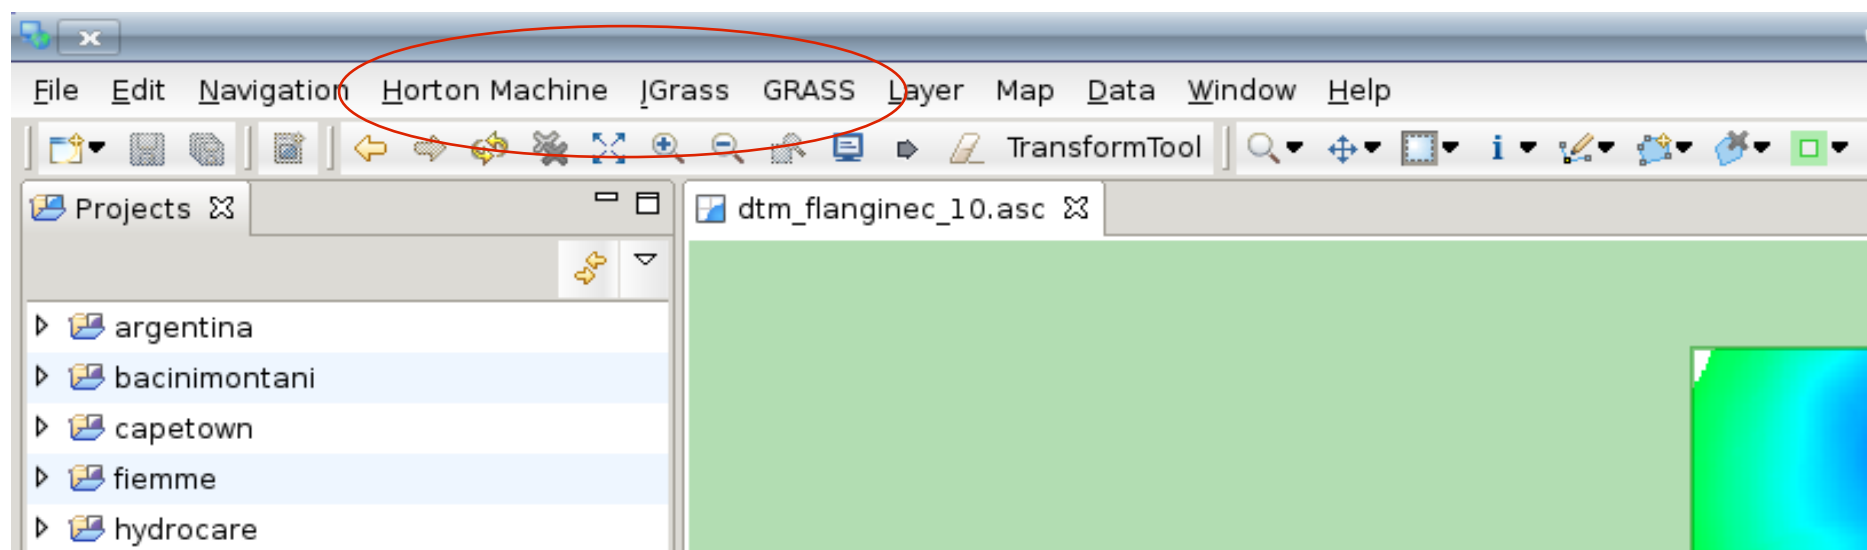 File Edit Navigation Horton Machine JGrass GRASS Layer Map Data Window Help
TransformTool
Projects
dtm_flanginec_10.asc
argentina
bacinimontani
capetown
fiemme
hydrocare